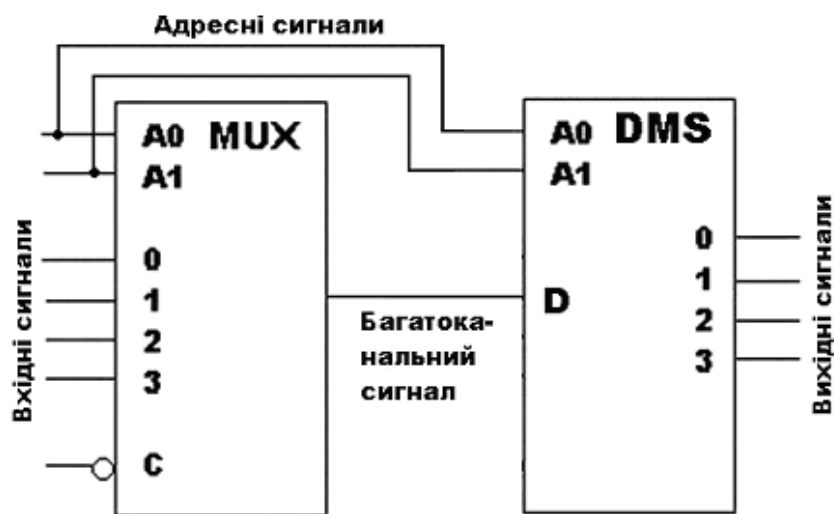 Адресні сигнали
A0 MUX
A1
0
1
2
3
C
Вхідні сигнали
Багатока-
нальний
сигнал
A0 DMS
A1
D
0
1
2
3
Вихідні сигнали